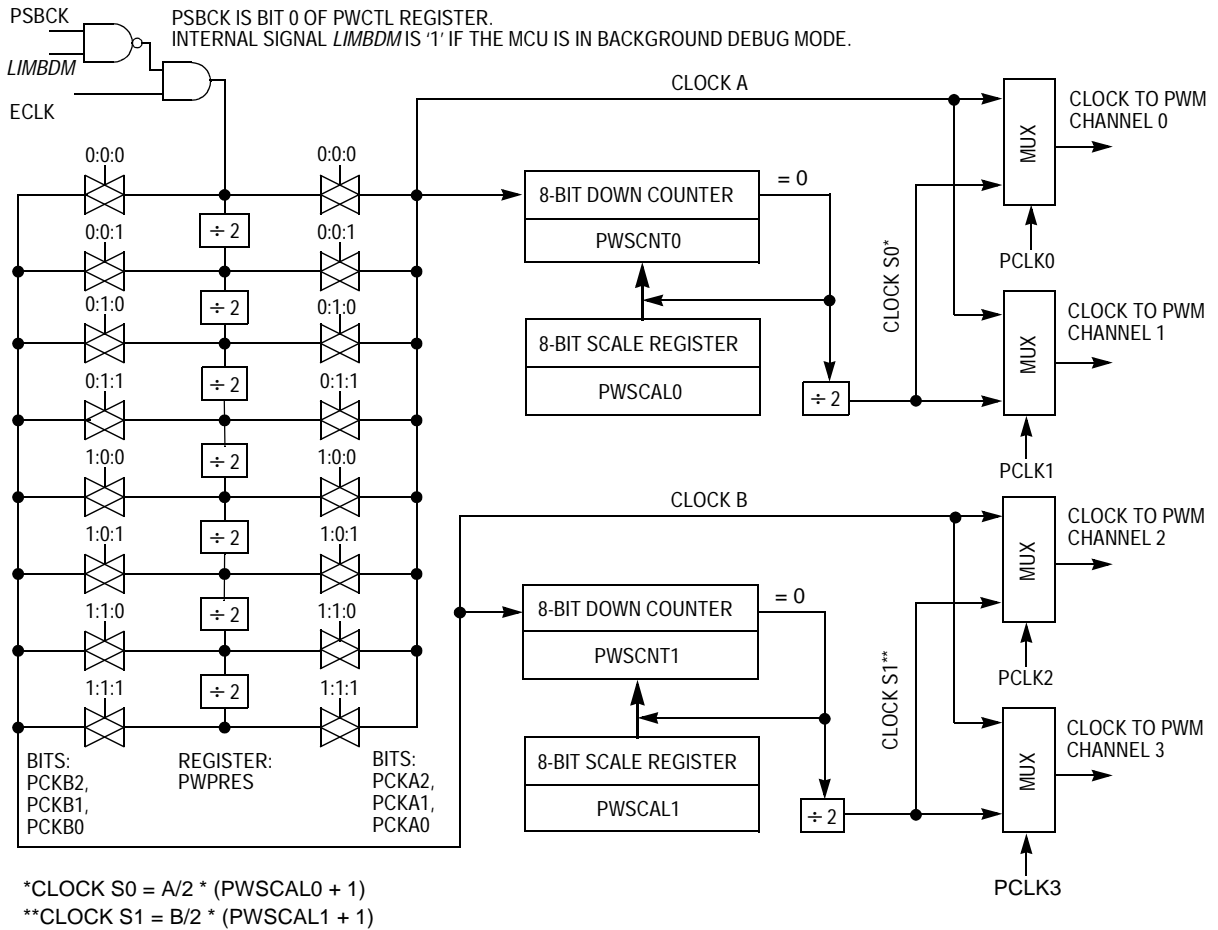 PSBCK
PSBCK IS BIT 0 OF PWCTL REGISTER.
INTERNAL SIGNAL LIMBDM IS ‘1’ IF THE MCU IS IN BACKGROUND DEBUG MODE.
LIMBDM
ECLK
CLOCK A
CLOCK TO PWM
CHANNEL 0
MUX
0:0:0
0:0:0
8-BIT DOWN COUNTER
= 0
PWSCNT0
÷ 2
0:0:1
0:0:1
CLOCK S0*
PCLK0
÷ 2
0:1:0
0:1:0
8-BIT SCALE REGISTER
PWSCAL0
CLOCK TO PWM
CHANNEL 1
MUX
÷ 2
0:1:1
0:1:1
÷ 2
PCLK1
÷ 2
1:0:0
1:0:0
CLOCK B
CLOCK TO PWM
CHANNEL 2
MUX
÷ 2
1:0:1
1:0:1
8-BIT DOWN COUNTER
= 0
PWSCNT1
÷ 2
1:1:0
1:1:0
CLOCK S1**
PCLK2
÷ 2
1:1:1
1:1:1
CLOCK TO PWM
CHANNEL 3
MUX
8-BIT SCALE REGISTER
PWSCAL1
÷ 2
BITS:
PCKB2,
PCKB1,
PCKB0
REGISTER:
PWPRES
BITS:
PCKA2,
PCKA1,
PCKA0
PCLK3
*CLOCK S0 = A/2 * (PWSCAL0 + 1)
**CLOCK S1 = B/2 * (PWSCAL1 + 1)